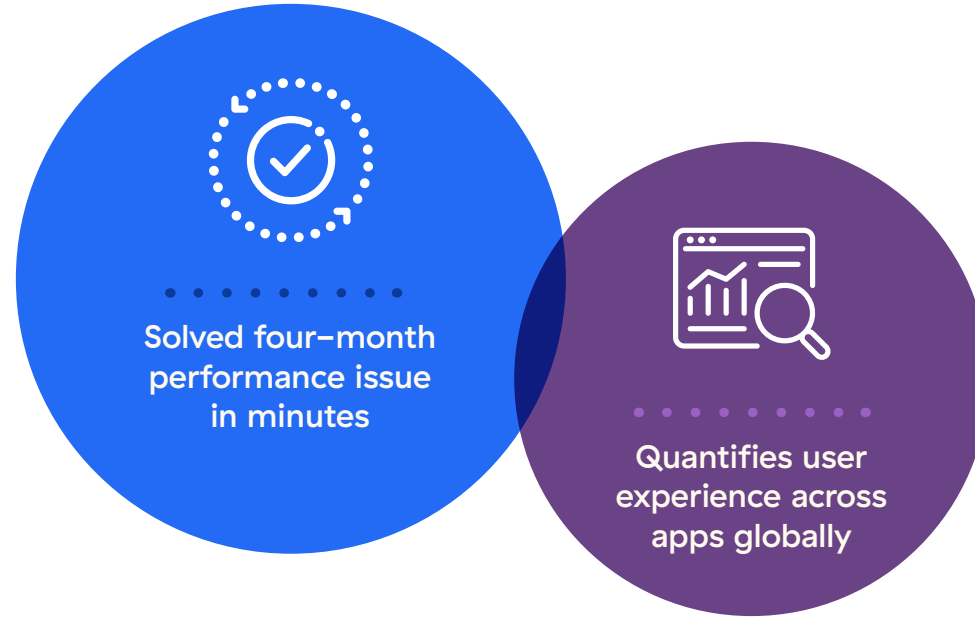 Solved four-month
performance issue
in minutes
Quantifies user
experience across
apps globally